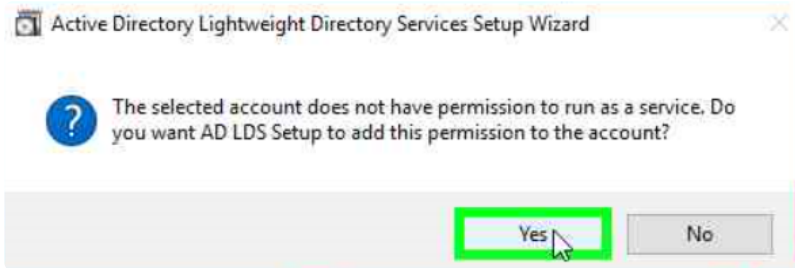 Active Directory Lightweight Directory Services Setup Wizard
The selected account does not have permission to run as a service. Do
you want AD LDS Setup to add this permission to the account?
Yes
No